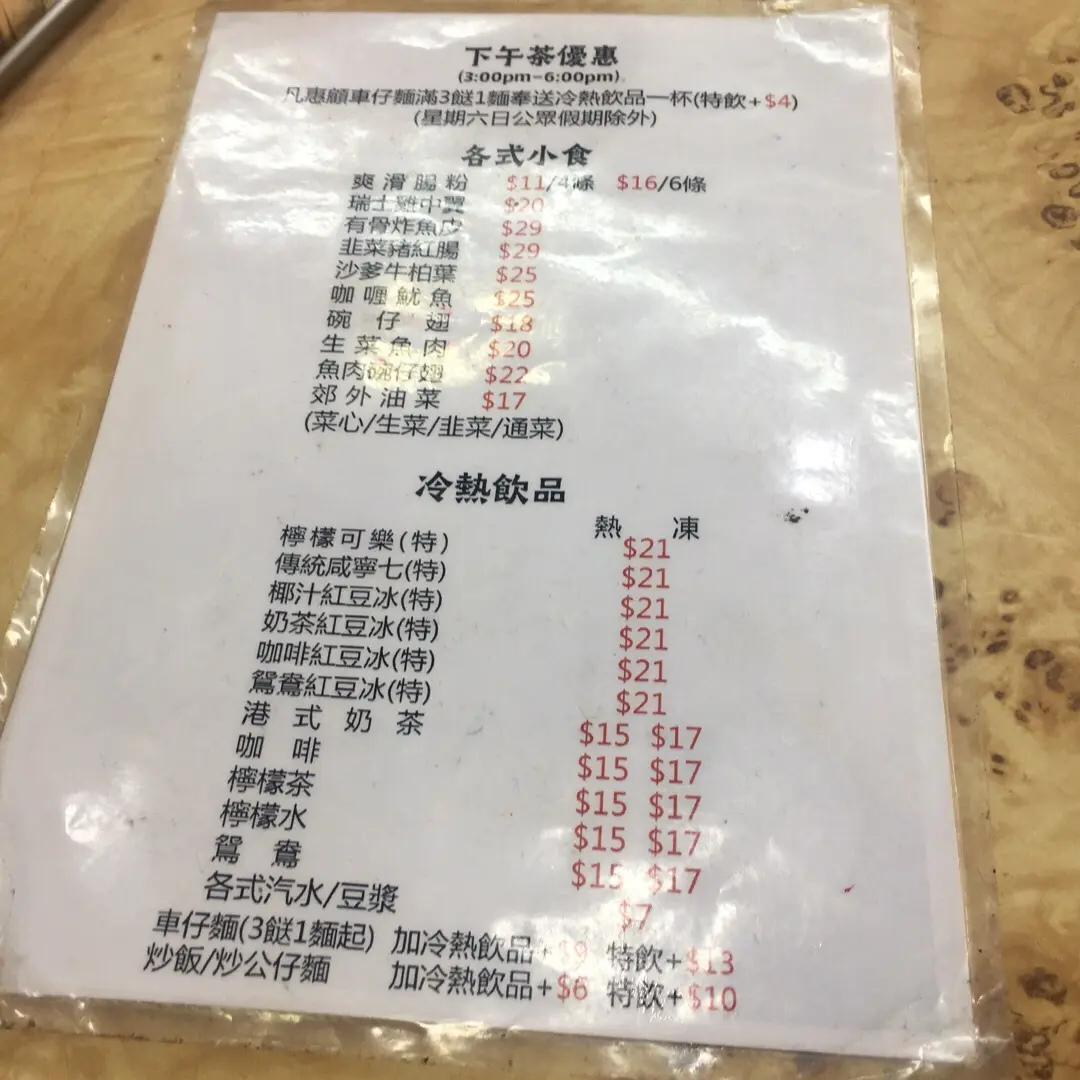 下午茶優惠
(3:00pm-6:00pm)
凡惠顧車仔麵滿3餸1麵奉送冷熱飲品一杯(特飲+$4)
(星期六日公眾假期除外)
各式小食
爽滑腸粉 $11/4條 $16/6條
瑞士雞中翼 $20
有骨炸魚皮 $29
韭菜豬紅腸 $29
沙爹牛柏葉 $25
咖喱魷魚 $25
碗仔翅 $18
生菜魚肉 $20
魚肉碗仔翅 $22
郊外油菜 $17
(菜心/生菜/韭菜/通菜)
冷熱飲品
熱 凍
檸檬可樂(特) $21
傳統咸寧七(特) $21
椰汁紅豆冰(特) $21
奶茶紅豆冰(特) $21
咖啡紅豆冰(特) $21
鴛鴦紅豆冰(特) $21
港式奶茶 $15 $17
咖啡 $15 $17
檸檬茶 $15 $17
檸檬水 $15 $17
鴛鴦 $15 $17
各式汽水/豆漿 $7
車仔麵(3餸1麵起) 加冷熱飲品+$9 特飲+$13
炒飯/炒公仔麵 加冷熱飲品+$6 特飲+$10